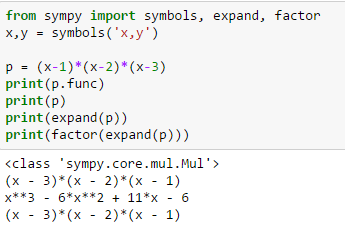 from sympy import symbols, expand, factor
x,y = symbols('x,y')
p = (x-1)*(x-2)*(x-3)
print(p.func)
print(p)
print(expand(p))
print(factor(expand(p)))
<class 'sympy.core.mul.Mul'>
(x - 3)*(x - 2)*(x - 1)
x**3 - 6*x**2 + 11*x - 6
(x - 3)*(x - 2)*(x - 1)